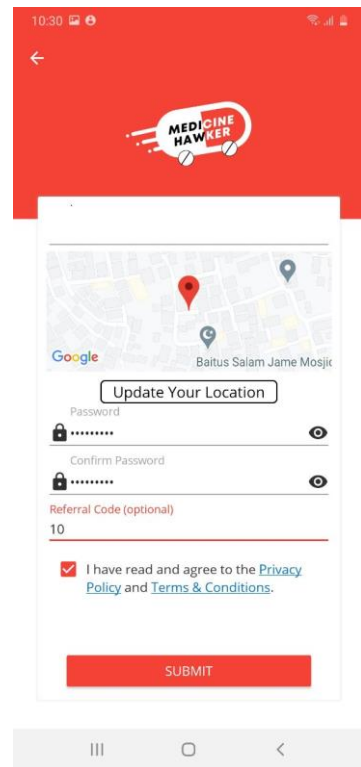 10:30
MEDICINE
HAWKER
Google
Baitus Salam Jame Mosjid
Update Your Location
Password
•••••••••
Confirm Password
•••••••••
Referral Code (optional)
10
I have read and agree to the Privacy
Policy and Terms & Conditions.
SUBMIT